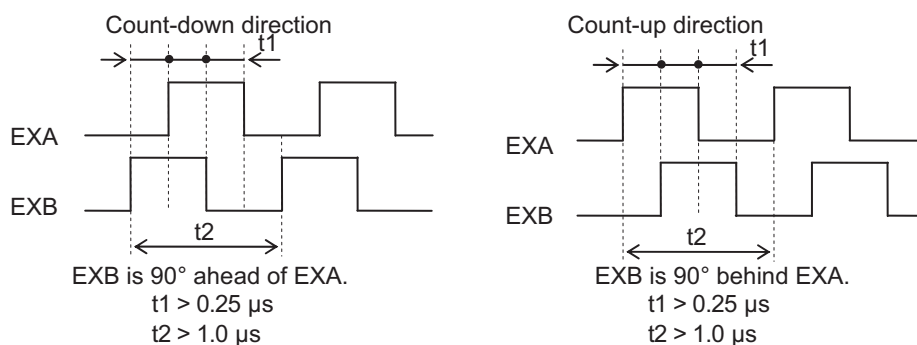 Count-down direction
t1
EXA
EXB
t2
EXB is 90° ahead of EXA.
t1 > 0.25 µs
t2 > 1.0 µs
Count-up direction
t1
EXA
EXB
t2
EXB is 90° behind EXA.
t1 > 0.25 µs
t2 > 1.0 µs